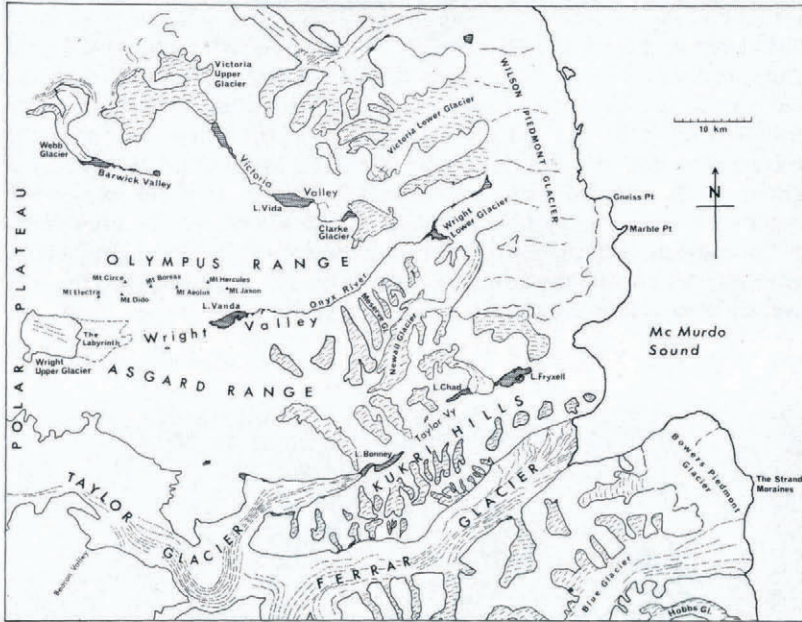 Victoria
Upper
Glacier
WILSON PIEDMONT GLACIER
Victoria Lower Glacier
10 km
Webb
Glacier
Barwick Valley
Victoria
Valley
L. Vida
Clarke
Glacier
Wright
Lower Glacier
N
Gneiss Pt
Marble Pt
POLAR PLATEAU
OLYMPUS RANGE
Mt Circe
Mt Boreas
Mt Hercules
Mt Electra
Mt Dido
Mt Aeolus
Mt Jason
Onyx River
L. Vanda
Wright Valley
The
Labyrinth
Wright
Upper Glacier
Meserve Gl.
Newall Glacier
Mc Murdo
Sound
ASGARD RANGE
L. Chad
L. Fryxell
Taylor Vy
L. Bonney
KUKRI HILLS
TAYLOR
GLACIER
FERRAR GLACIER
Bowers Piedmont
Glacier
The Strand
Moraines
Beacon Valley
Blue Glacier
Hobbs Gl.